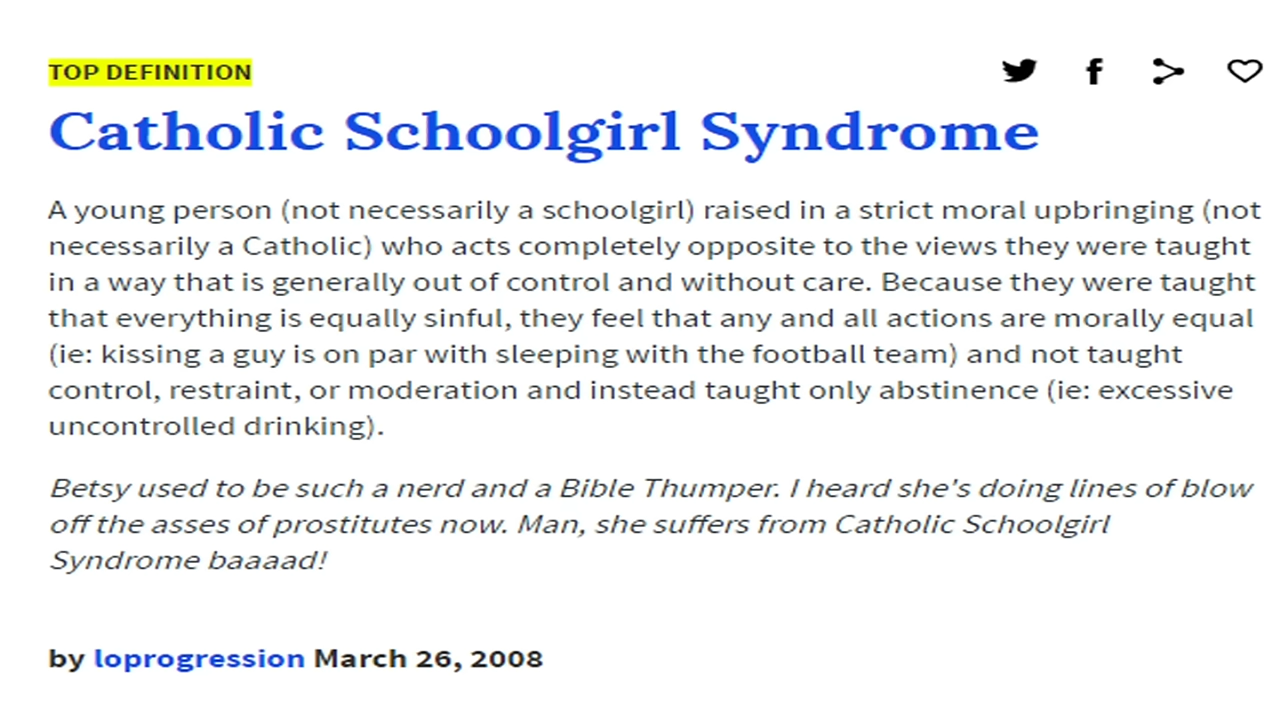 TOP DEFINITION
Catholic Schoolgirl Syndrome
A young person (not necessarily a schoolgirl) raised in a strict moral upbringing (not
necessarily a Catholic) who acts completely opposite to the views they were taught
in a way that is generally out of control and without care. Because they were taught
that everything is equally sinful, they feel that any and all actions are morally equal
(ie: kissing a guy is on par with sleeping with the football team) and not taught
control, restraint, or moderation and instead taught only abstinence (ie: excessive
uncontrolled drinking).
Betsy used to be such a nerd and a Bible Thumper. I heard she's doing lines of blow
off the asses of prostitutes now. Man, she suffers from Catholic Schoolgirl
Syndrome baaaad!
by loprogression March 26, 2008